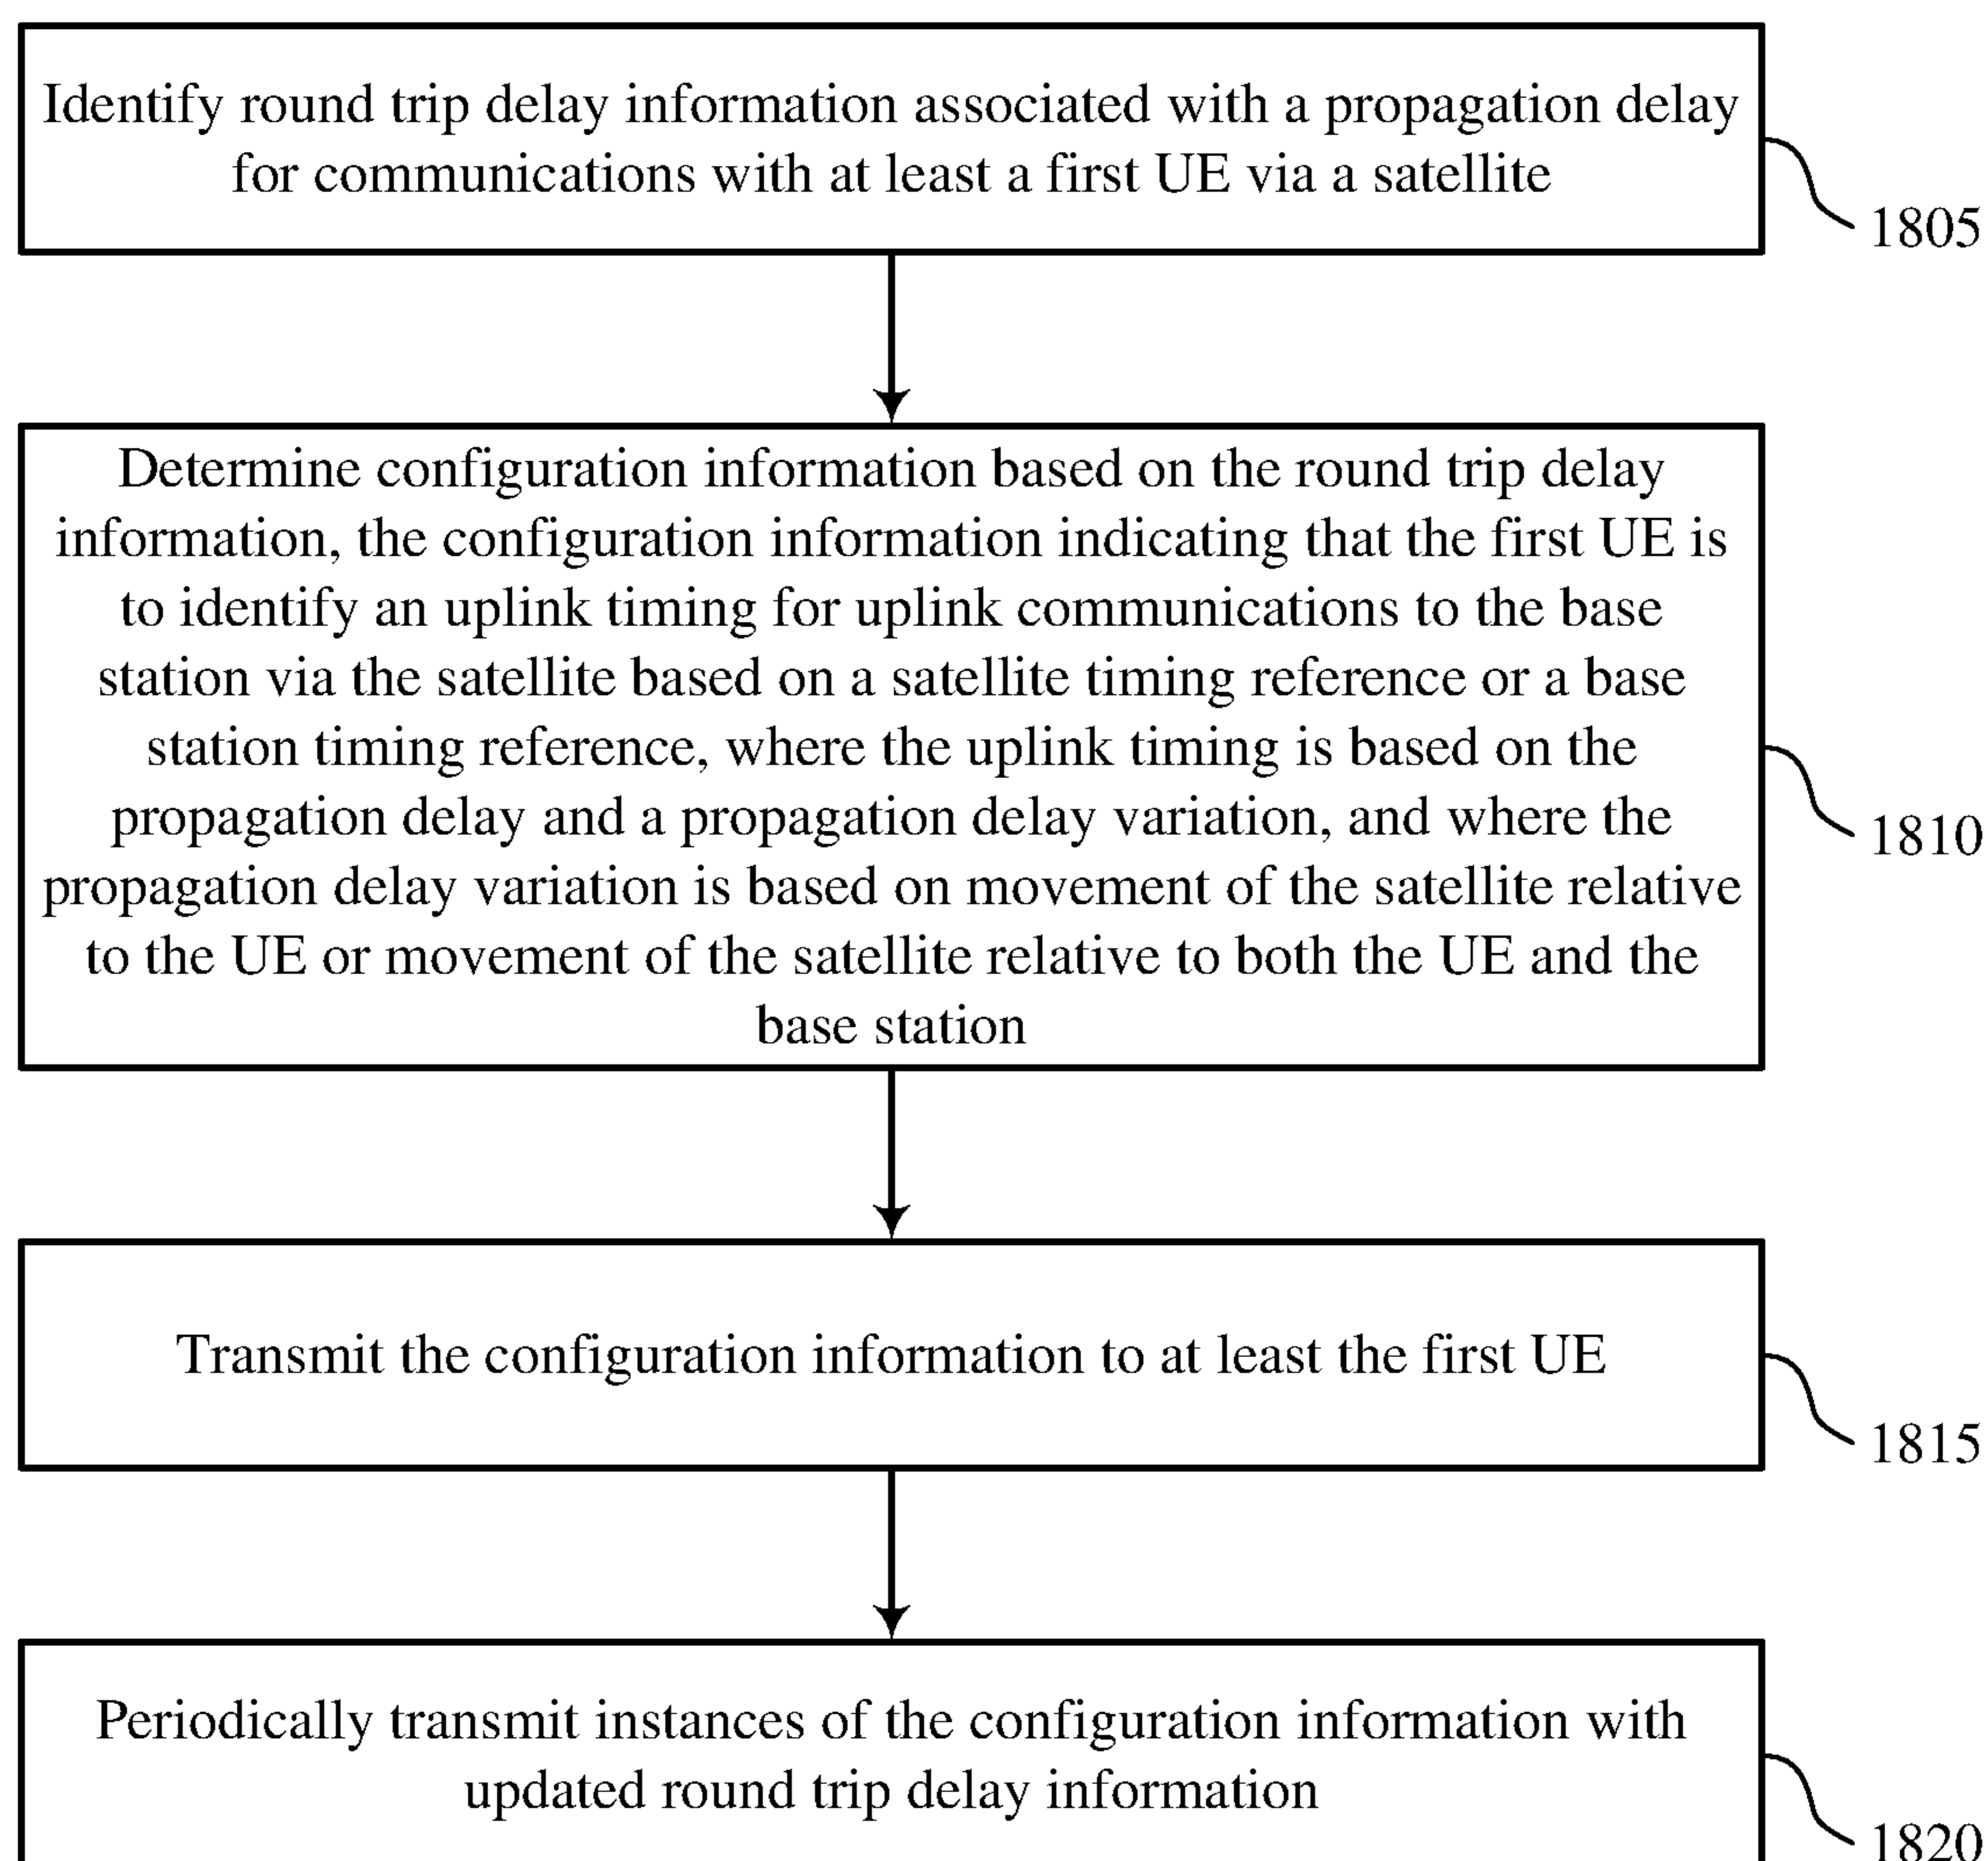 Identify round trip delay information associated with a propagation delay
for communications with at least a first UE via a satellite
1805
Determine configuration information based on the round trip delay
information, the configuration information indicating that the first UE is
to identify an uplink timing for uplink communications to the base
station via the satellite based on a satellite timing reference or a base
station timing reference, where the uplink timing is based on the
propagation delay and a propagation delay variation, and where the
propagation delay variation is based on movement of the satellite relative
to the UE or movement of the satellite relative to both the UE and the
base station
1810
Transmit the configuration information to at least the first UE
1815
Periodically transmit instances of the configuration information with
updated round trip delay information
1820